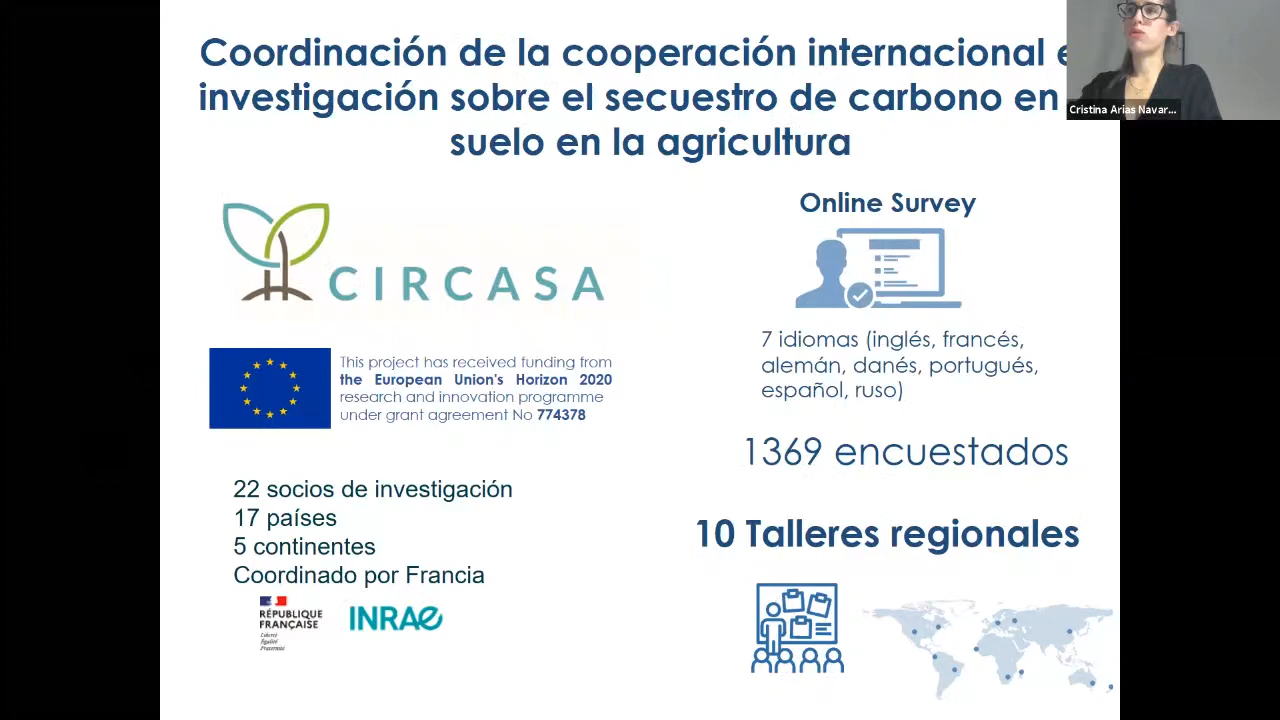 Coordinación de la cooperación internacional e
investigación sobre el secuestro de carbono en
suelo en la agricultura
Cristina Arias Navar...
CIRCASA
This project has received funding from
the European Union's Horizon 2020
research and innovation programme
under grant agreement No 774378
22 socios de investigación
17 países
5 continentes
Coordinado por Francia
RÉPUBLIQUE
FRANÇAISE
Liberté
Égalité
Fraternité
INRAE
Online Survey
7 idiomas (inglés, francés,
alemán, danés, portugués,
español, ruso)
1369 encuestados
10 Talleres regionales